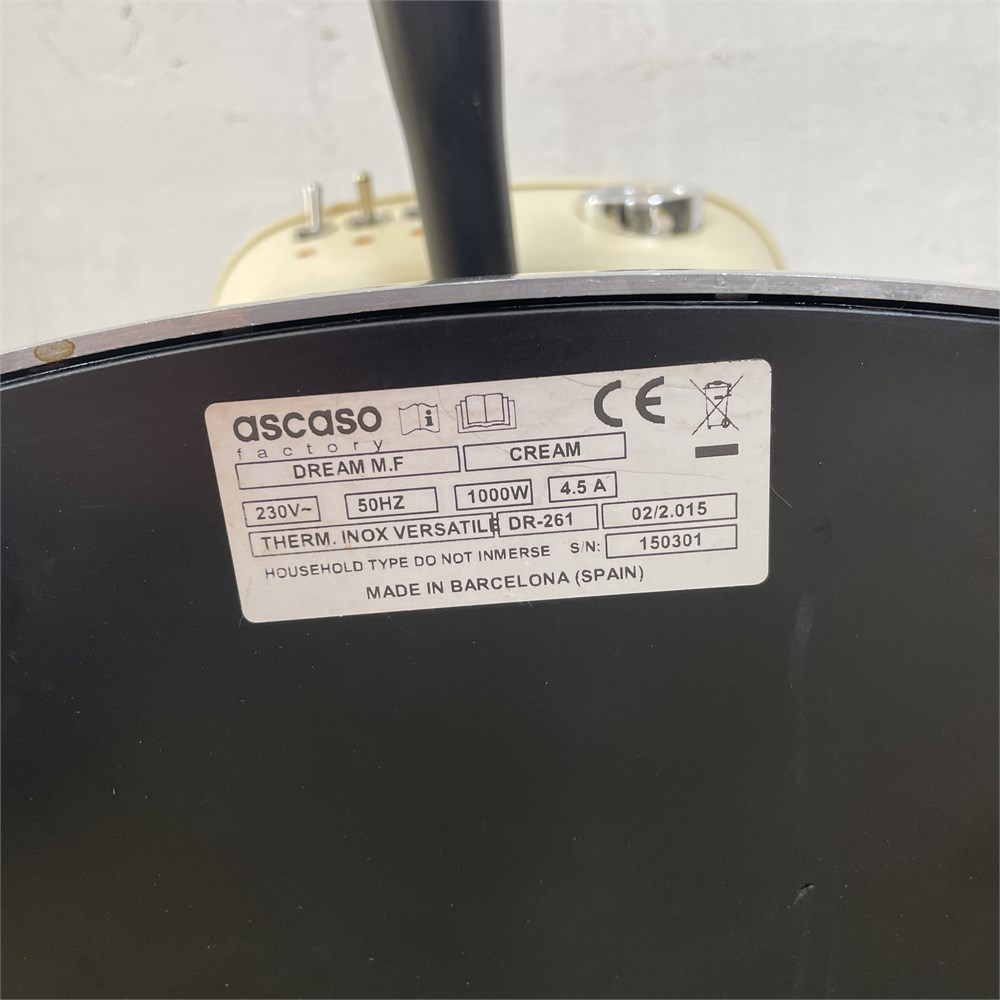 ascaso
factory
CE
DREAM M.F CREAM
230V~ 50HZ 1000W 4.5 A
THERM. INOX VERSATILE DR-261 02/2.015
HOUSEHOLD TYPE DO NOT INMERSE S/N: 150301
MADE IN BARCELONA (SPAIN)